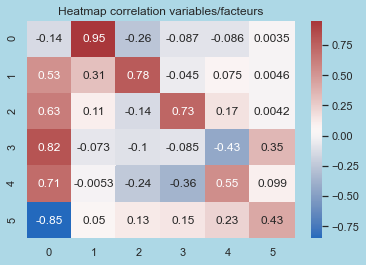 Heatmap correlation variables/facteurs
0 -0.14 0.95 -0.26 -0.087 -0.086 0.0035
1 0.53 0.31 0.78 -0.045 0.075 0.0046
2 0.63 0.11 -0.14 0.73 0.17 0.0042
3 0.82 -0.073 -0.1 -0.085 -0.43 0.35
4 0.71 -0.0053 -0.24 -0.36 0.55 0.099
5 -0.85 0.05 0.13 0.15 0.23 0.43
0 1 2 3 4 5
0.75
0.50
0.25
0.00
-0.25
-0.50
-0.75